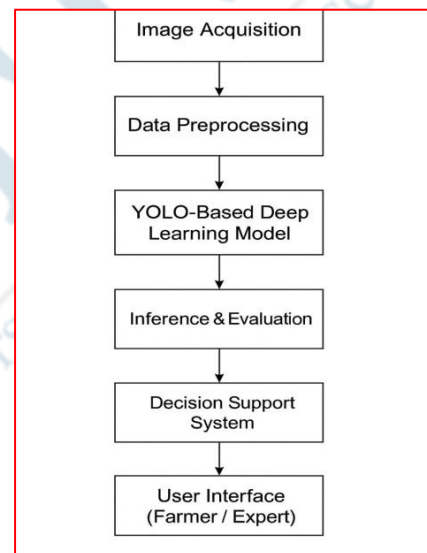 Image Acquisition
Data Preprocessing
YOLO-Based Deep
Learning Model
Inference & Evaluation
Decision Support
System
User Interface
(Farmer / Expert)